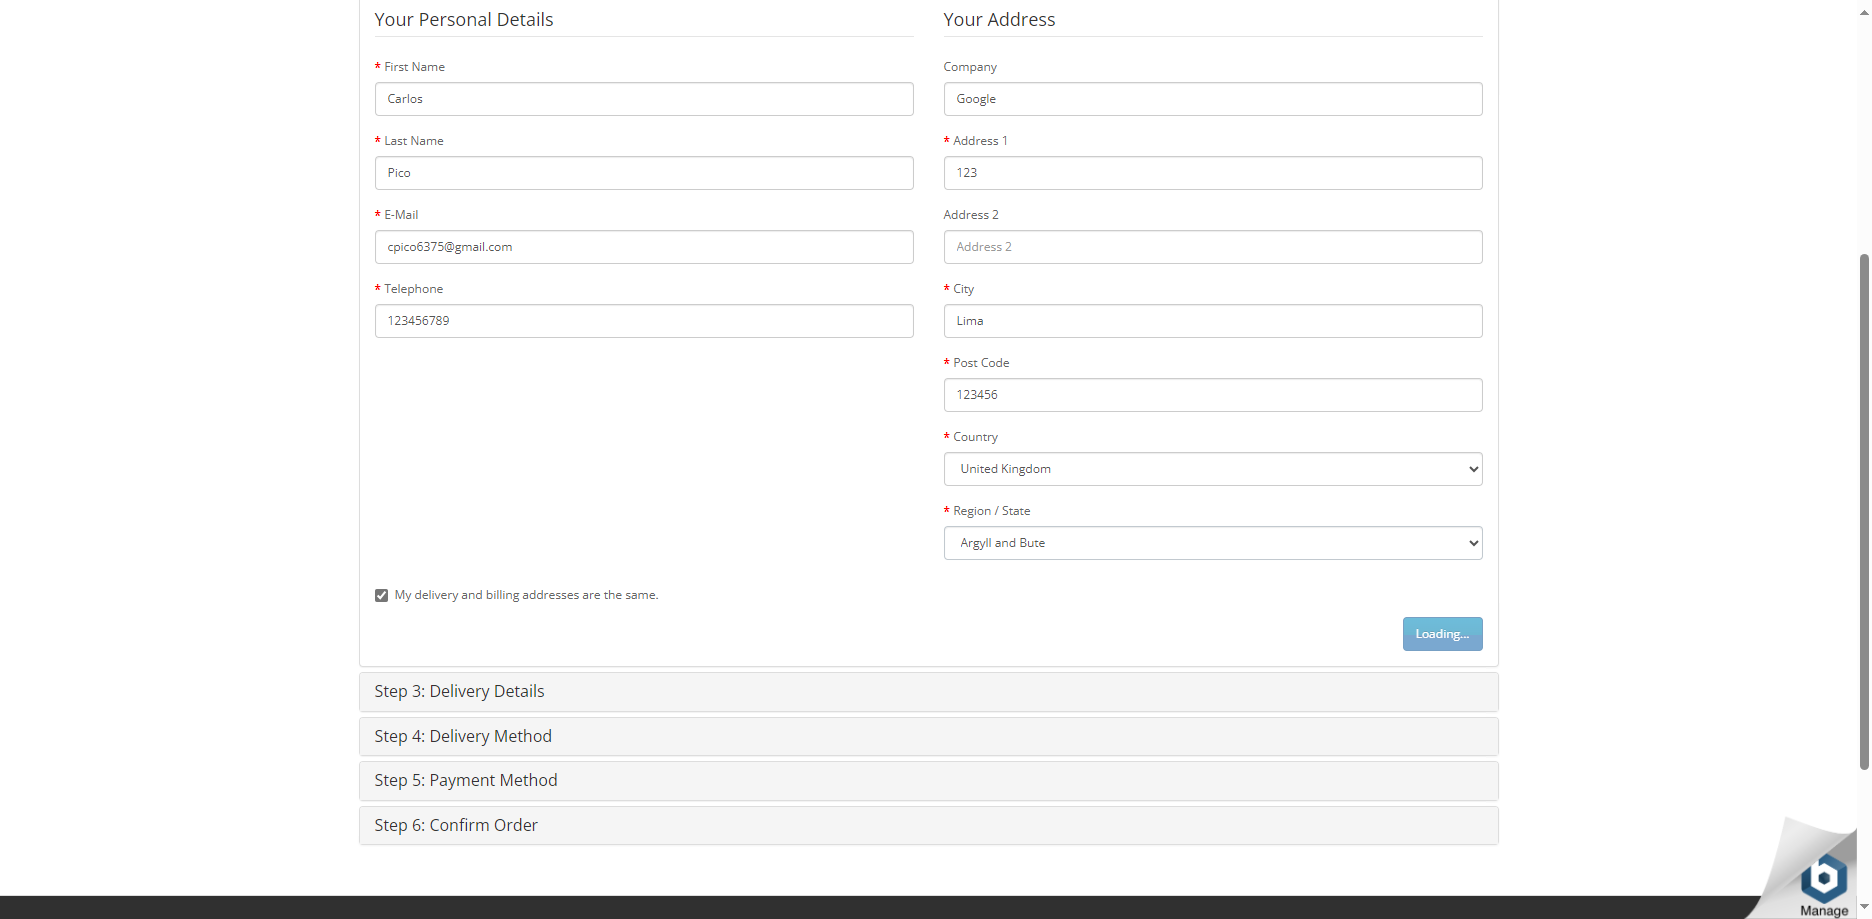 Your Personal Details
* First Name
Carlos
* Last Name
Pico
* E-Mail
cpico6375@gmail.com
* Telephone
123456789
Your Address
Company
Google
* Address 1
123
Address 2
Address 2
* City
Lima
* Post Code
123456
* Country
United Kingdom
* Region / State
Argyll and Bute
My delivery and billing addresses are the same.
Loading...
Step 3: Delivery Details
Step 4: Delivery Method
Step 5: Payment Method
Step 6: Confirm Order
b
Manage